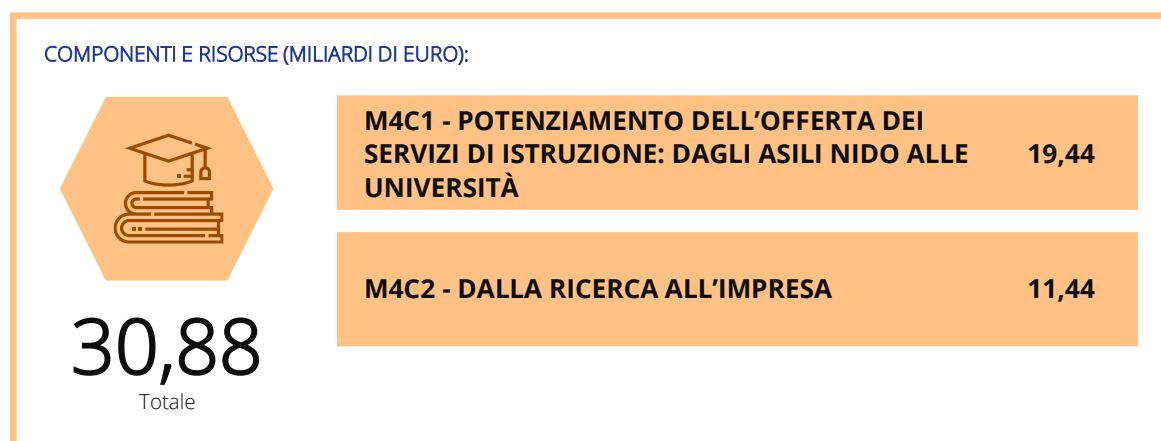 COMPONENTI E RISORSE (MILIARDI DI EURO):
M4C1 - POTENZIAMENTO DELL’OFFERTA DEI
SERVIZI DI ISTRUZIONE: DAGLI ASILI NIDO ALLE
UNIVERSITÀ
19,44
M4C2 - DALLA RICERCA ALL’IMPRESA
11,44
30,88
Totale